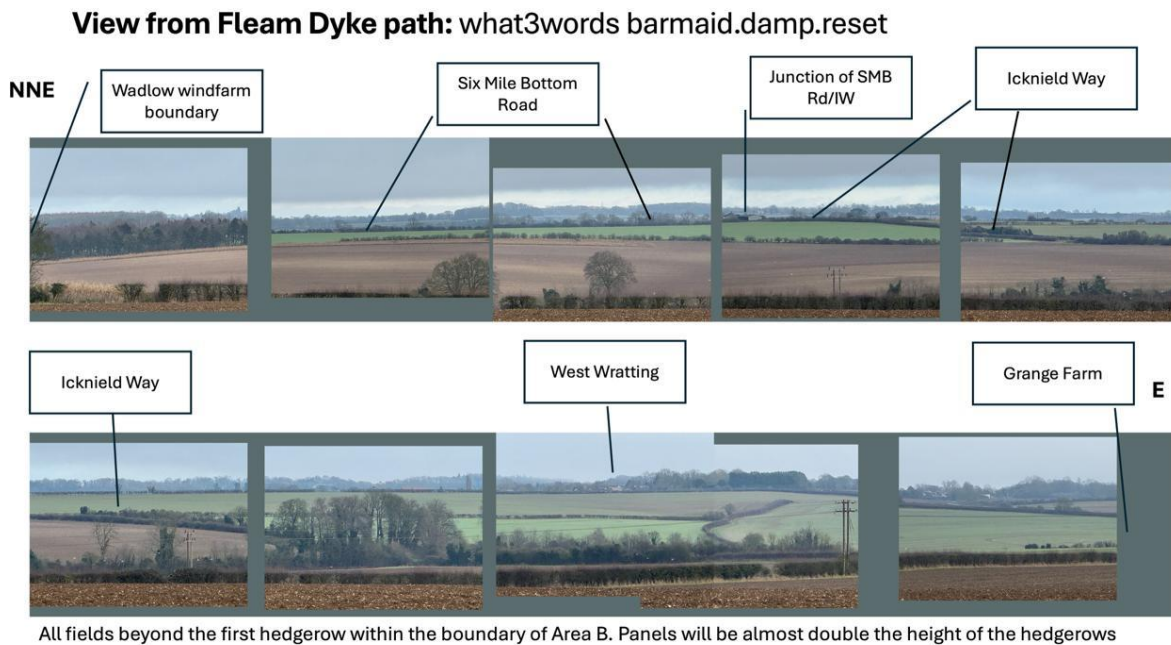 View from Fleam Dyke path: what3words barmaid.damp.reset
NNE
Wadlow windfarm
boundary
Six Mile Bottom
Road
Junction of SMB
Rd/IW
Icknield Way
Icknield Way
West Wratting
Grange Farm
E
All fields beyond the first hedgerow within the boundary of Area B. Panels will be almost double the height of the hedgerows